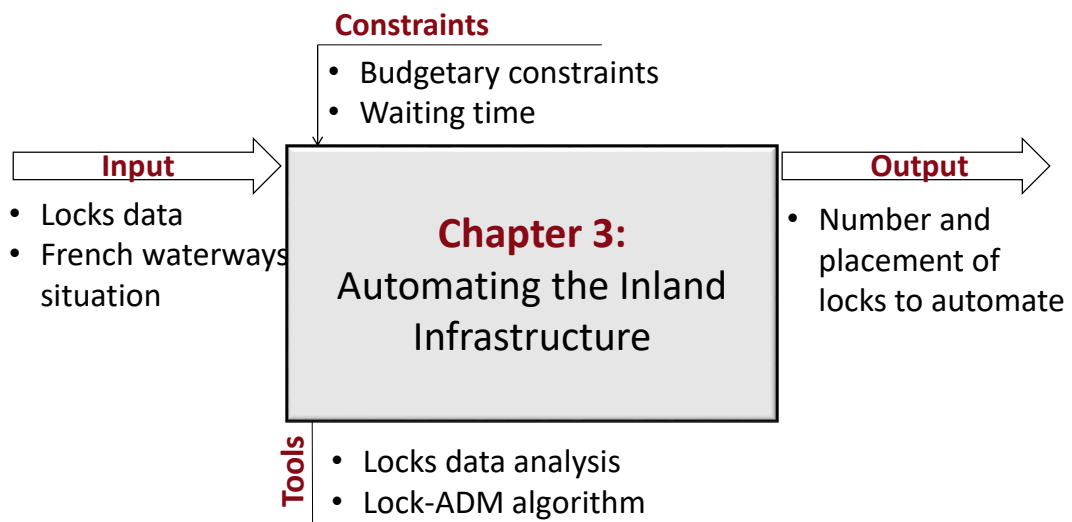 Constraints
• Budgetary constraints
• Waiting time
Input
• Locks data
• French waterways
situation
Chapter 3:
Automating the Inland
Infrastructure
Output
• Number and
placement of
locks to automate
Tools
• Locks data analysis
• Lock-ADM algorithm